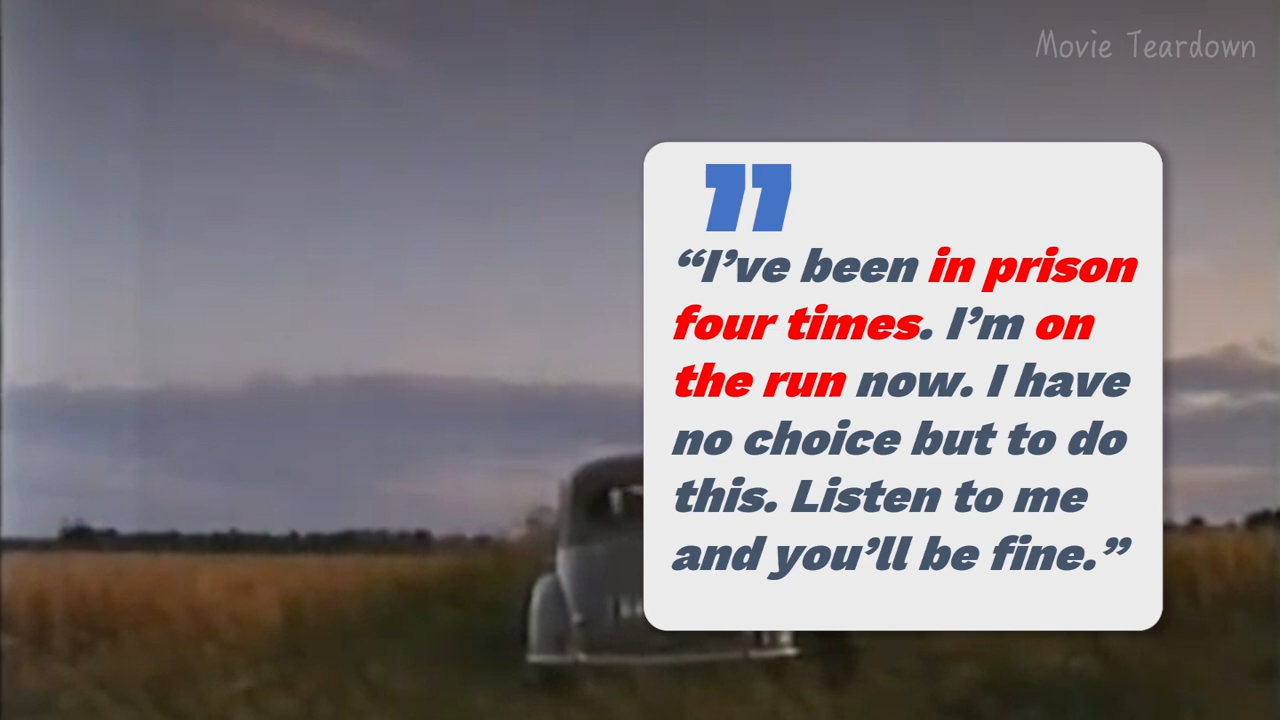 Movie Teardown
"
“I’ve been in prison
four times. I’m on
the run now. I have
no choice but to do
this. Listen to me
and you’ll be fine.”